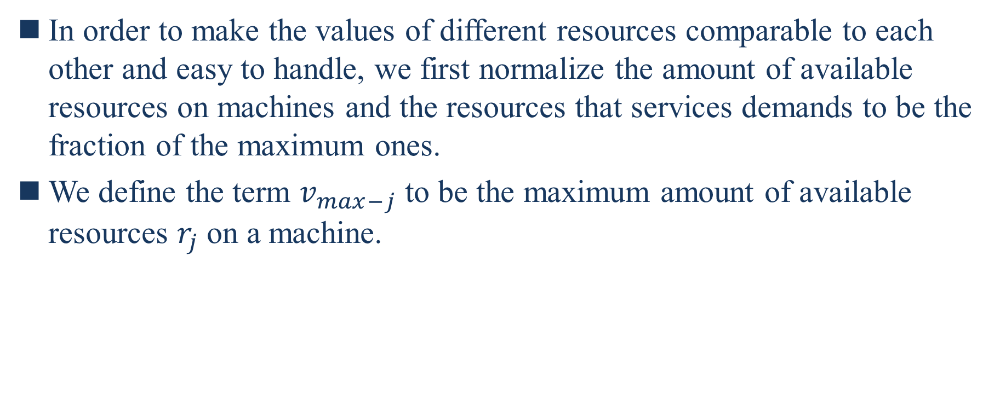 ■ In order to make the values of different resources comparable to each
other and easy to handle, we first normalize the amount of available
resources on machines and the resources that services demands to be the
fraction of the maximum ones.
■ We define the term $v_{max-j}$ to be the maximum amount of available
resources $r_j$ on a machine.